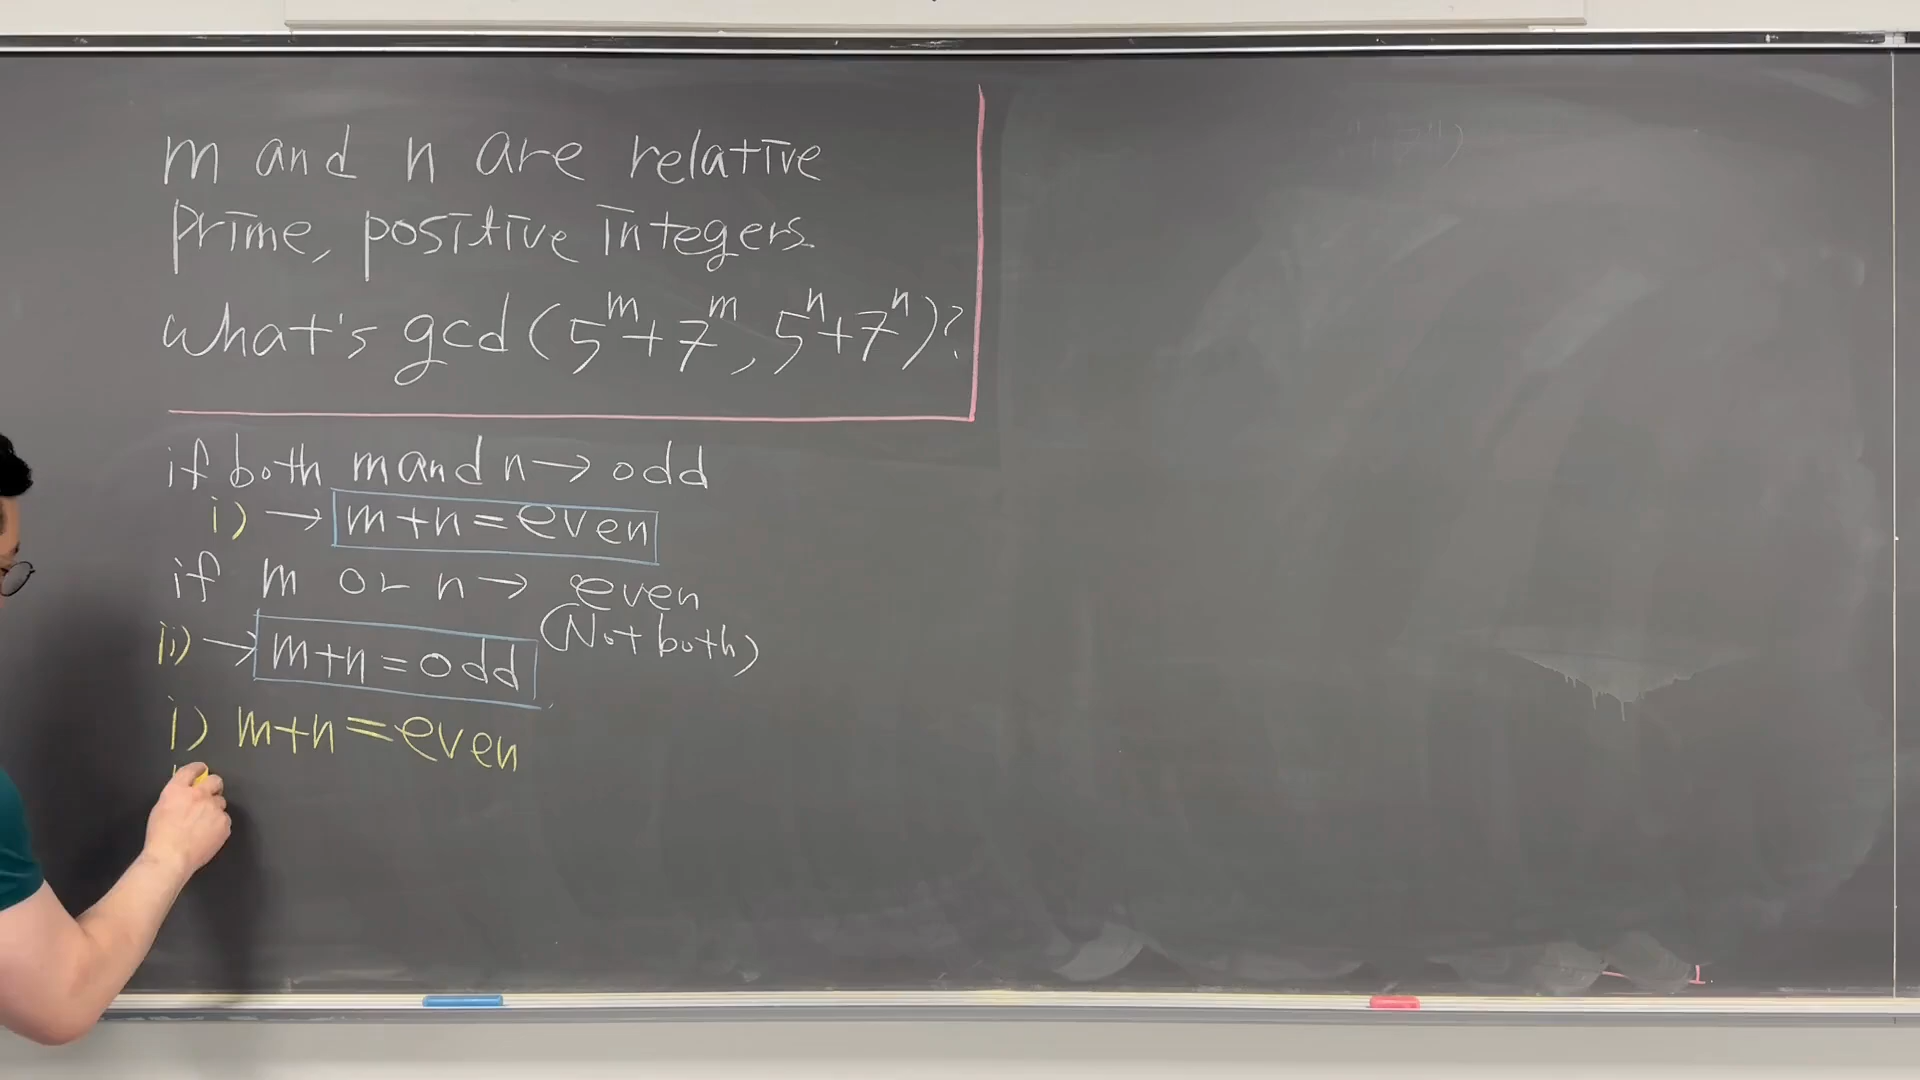 m and n are relative
prime, positive integers.
what's gcd(5^m+7^m, 5^n+7^n)?
if both m and n → odd
i) → m+n=even
if m or n → even
(Not both)
ii) → m+n=odd
i) m+n=even